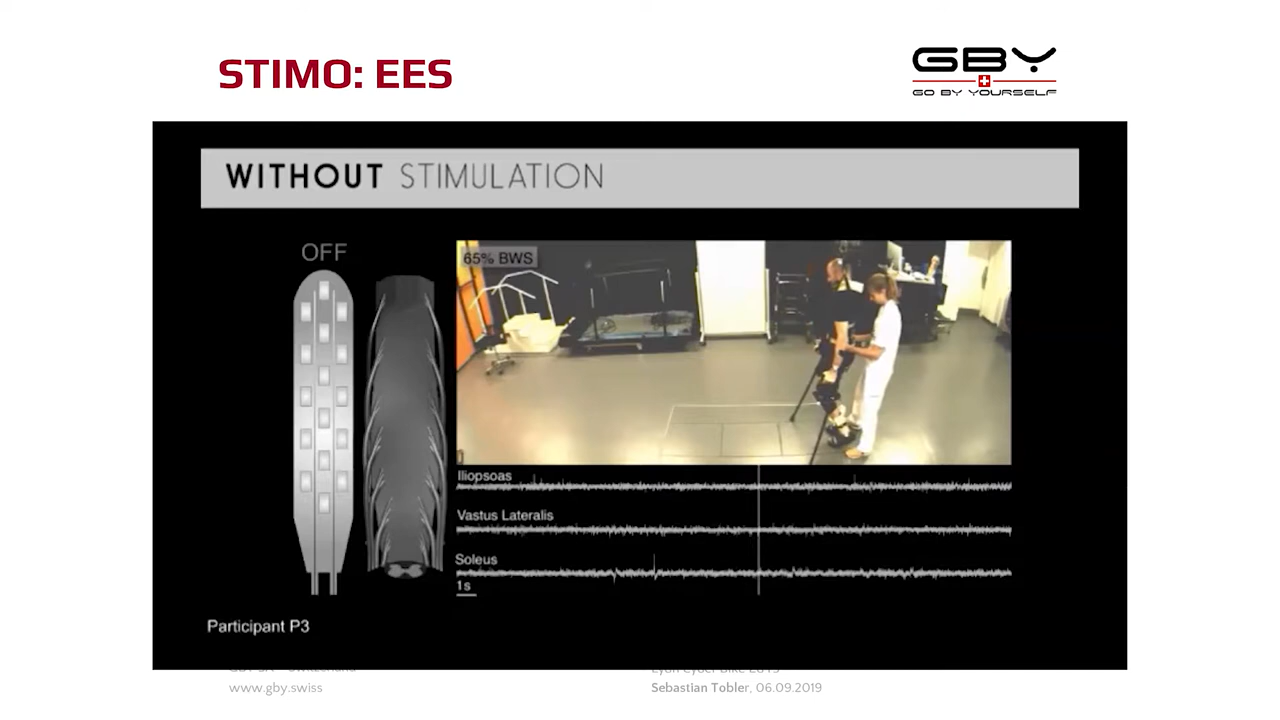 STIMO: EES
GBY
GO BY YOURSELF
WITHOUT STIMULATION
OFF
65% BWS
Iliopsoas
Vastus Lateralis
Soleus
1s
Participant P3
www.gby.swiss
Sebastian Tobler, 06.09.2019